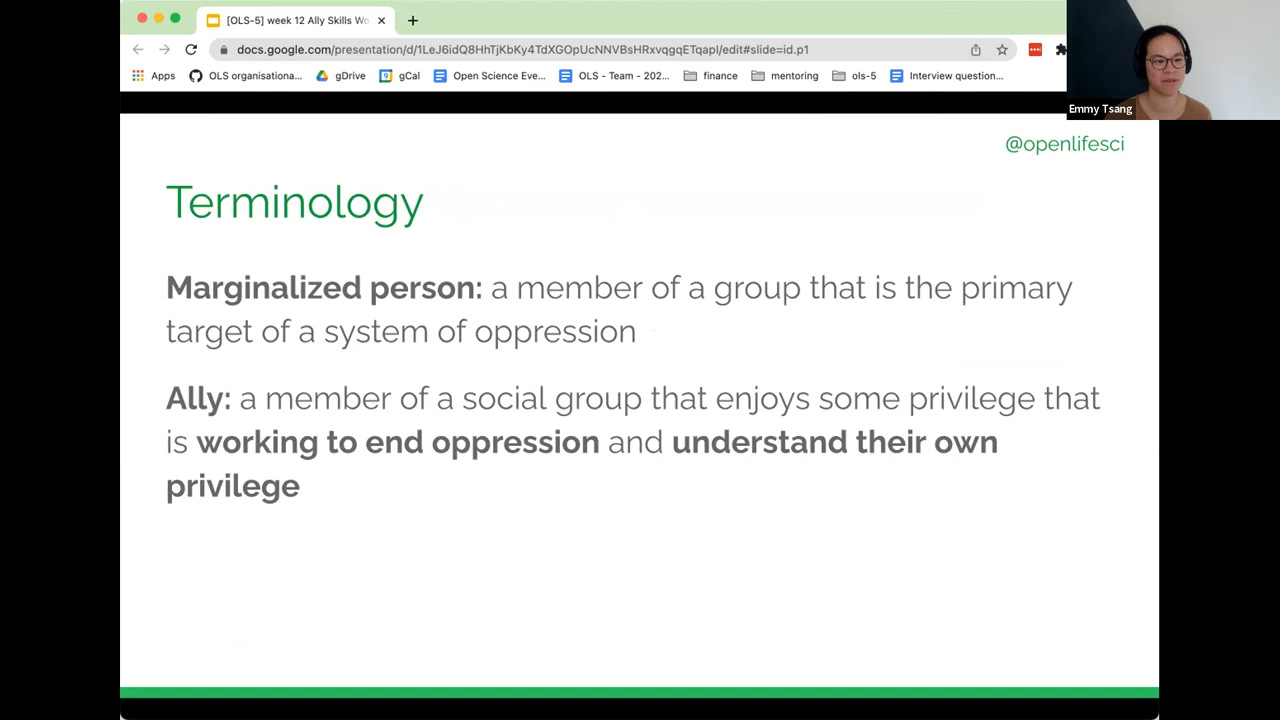 [OLS-5] week 12 Ally Skills Wo
docs.google.com/presentation/d/1LeJ6idQ8HhTjKbKy4TdXGOpUcNNVBsHRxvqgqETqapI/edit#slide=id.p1
Apps OLS organisationa... gDrive gCal Open Science Eve... OLS - Team - 202... finance mentoring ols-5 Interview question...
Emmy Tsang
@openlifesci
Terminology
Marginalized person: a member of a group that is the primary
target of a system of oppression
Ally: a member of a social group that enjoys some privilege that
is working to end oppression and understand their own
privilege